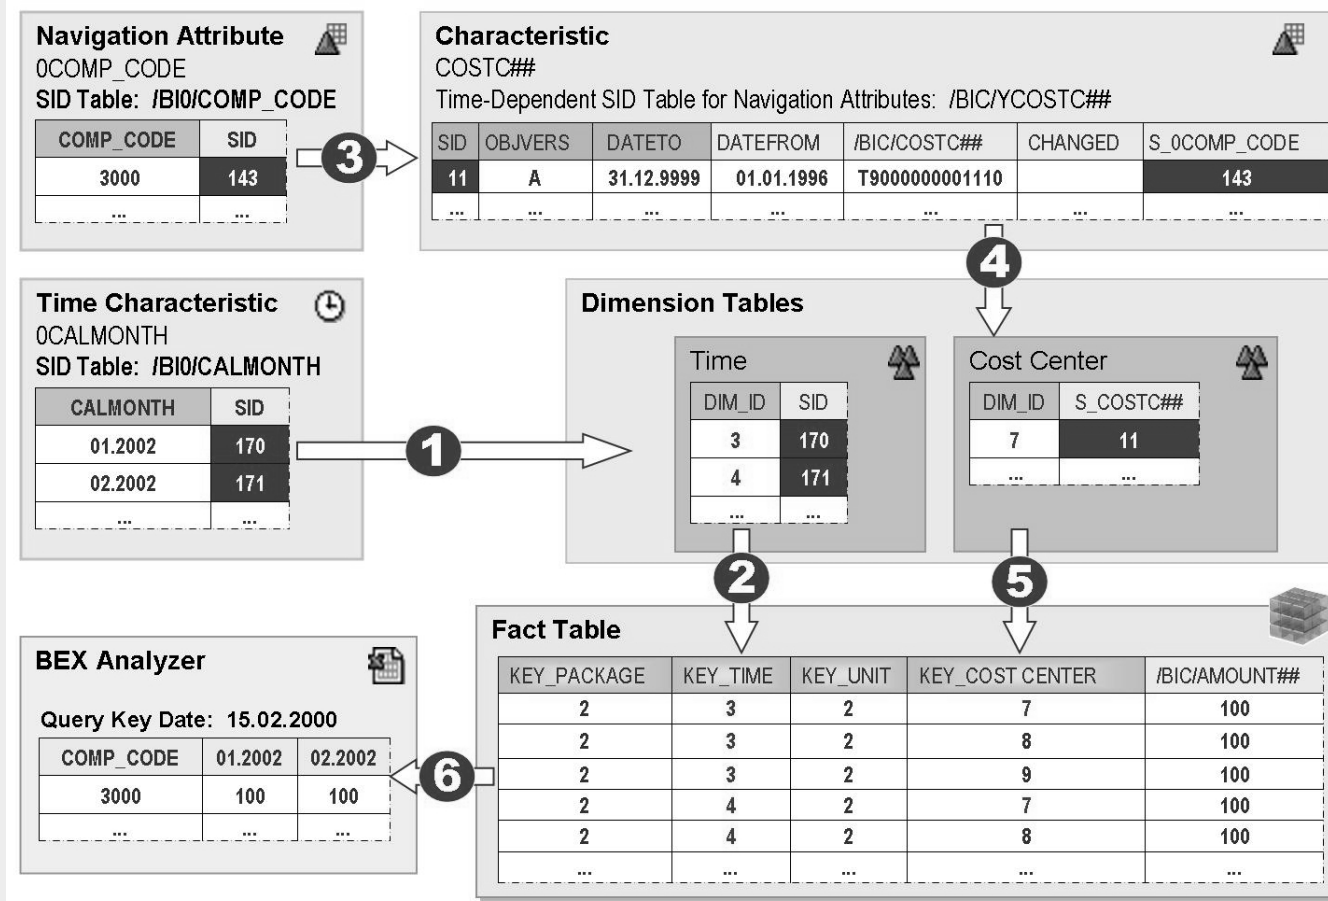 Navigation Attribute
0COMP_CODE
SID Table: /BI0/COMP_CODE
COMP_CODE SID
3000 143
... ...
3
Characteristic
COSTC##
Time-Dependent SID Table for Navigation Attributes: /BIC/YCOSTC##
SID OBJVERS DATETO DATEFROM /BIC/COSTC## CHANGED S_0COMP_CODE
11 A 31.12.9999 01.01.1996 T9000000001110 143
... ... ... ... ... ... ...
4
Time Characteristic
0CALMONTH
SID Table: /BI0/CALMONTH
CALMONTH SID
01.2002 170
02.2002 171
... ...
1
Dimension Tables
Time
DIM_ID SID
3 170
4 171
... ...
2
Cost Center
DIM_ID S_COSTC##
7 11
... ...
5
Fact Table
KEY_PACKAGE KEY_TIME KEY_UNIT KEY_COST CENTER /BIC/AMOUNT##
2 3 2 7 100
2 3 2 8 100
2 3 2 9 100
2 4 2 7 100
2 4 2 8 100
... ... ... ... ...
6
BEX Analyzer
Query Key Date: 15.02.2000
COMP_CODE 01.2002 02.2002
3000 100 100
... ... ...